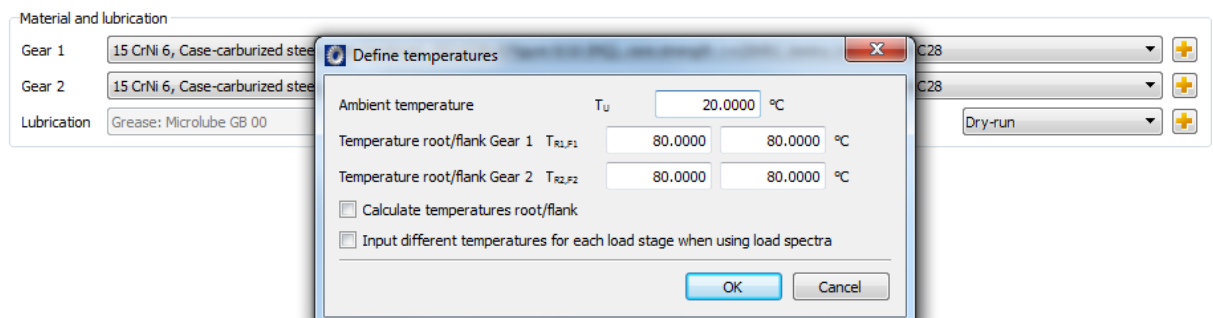 Material and lubrication
Gear 1 15 CrNi 6, Case-carburized stee C28
Define temperatures
Gear 2 15 CrNi 6, Case-carburized stee C28
Ambient temperature TU 20.0000 °C
Lubrication Grease: Microlube GB 00 Dry-run
Temperature root/flank Gear 1 TR1,F1 80.0000 80.0000 °C
Temperature root/flank Gear 2 TR2,F2 80.0000 80.0000 °C
Calculate temperatures root/flank
Input different temperatures for each load stage when using load spectra
OK Cancel